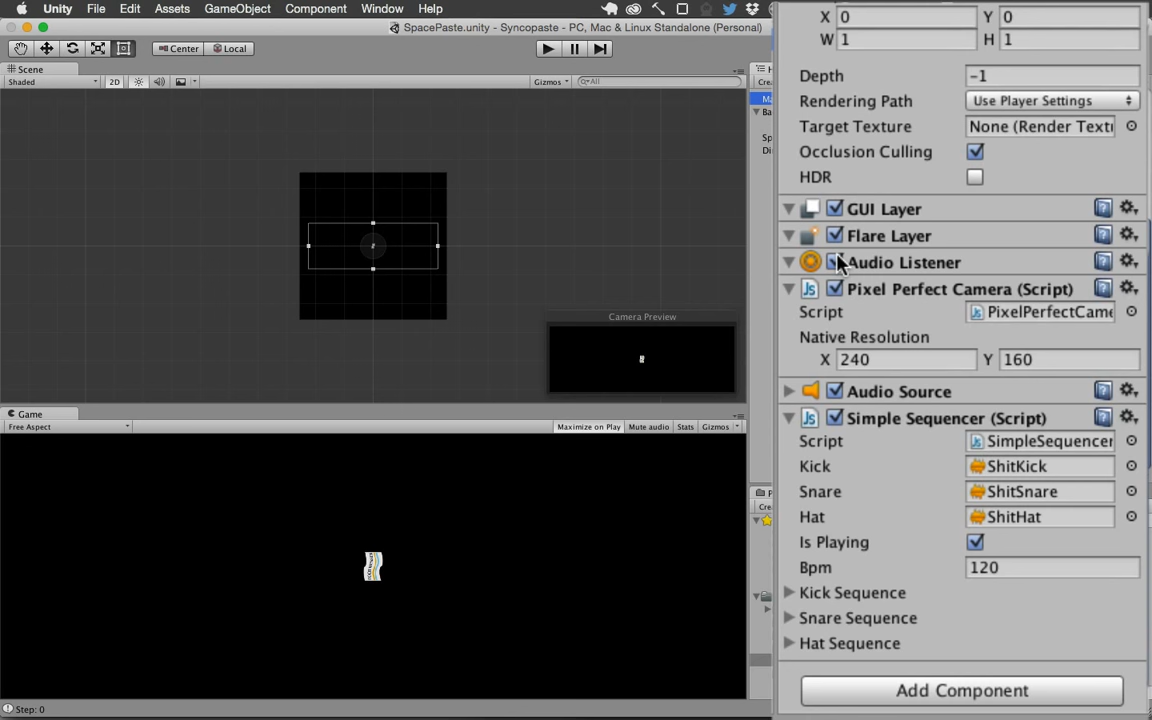 Unity File Edit Assets GameObject Component Window Help
SpacePaste.unity - Syncopaste - PC, Mac & Linux Standalone (Personal)
Center Local
Scene
Shaded 2D Gizmos All
Camera Preview
Game
Free Aspect Maximize on Play Mute audio Stats Gizmos
Step: 0
X 0 Y 0
W 1 H 1
Depth -1
Rendering Path Use Player Settings
Target Texture None (Render Textu
Occlusion Culling
HDR
GUI Layer
Flare Layer
Audio Listener
Js Pixel Perfect Camera (Script)
Script PixelPerfectCame
Native Resolution
X 240 Y 160
Audio Source
Js Simple Sequencer (Script)
Script SimpleSequencer
Kick ShitKick
Snare ShitSnare
Hat ShitHat
Is Playing
Bpm 120
Kick Sequence
Snare Sequence
Hat Sequence
Add Component